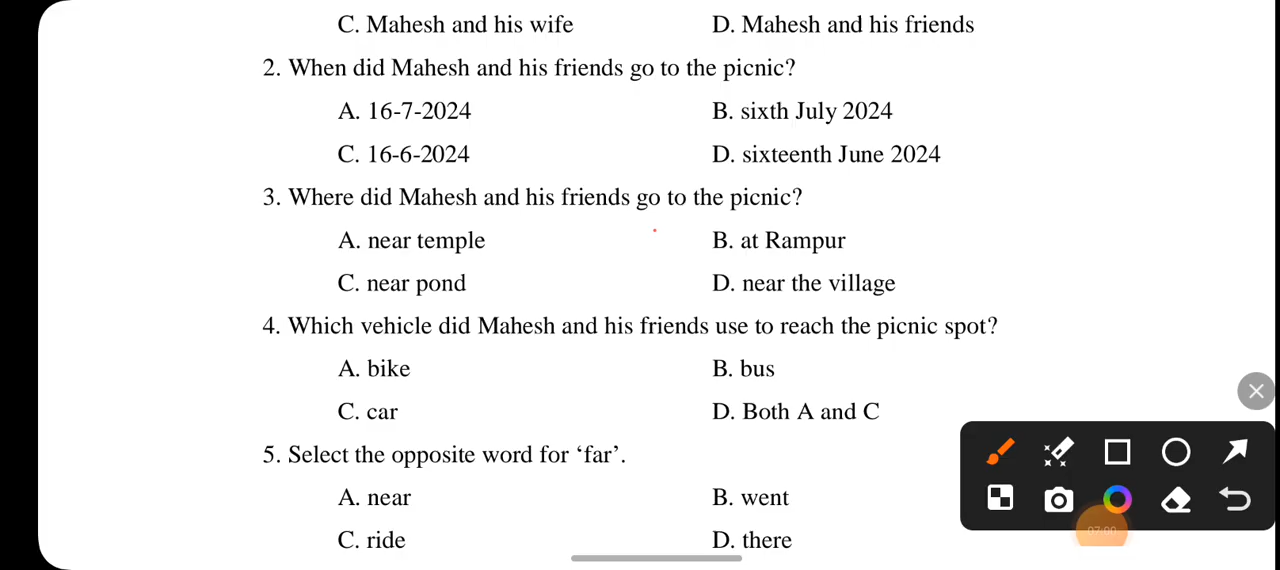 C. Mahesh and his wife D. Mahesh and his friends
2. When did Mahesh and his friends go to the picnic?
A. 16-7-2024 B. sixth July 2024
C. 16-6-2024 D. sixteenth June 2024
3. Where did Mahesh and his friends go to the picnic?
A. near temple B. at Rampur
C. near pond D. near the village
4. Which vehicle did Mahesh and his friends use to reach the picnic spot?
A. bike B. bus
C. car D. Both A and C
5. Select the opposite word for ‘far’.
A. near B. went
C. ride D. there
07:00